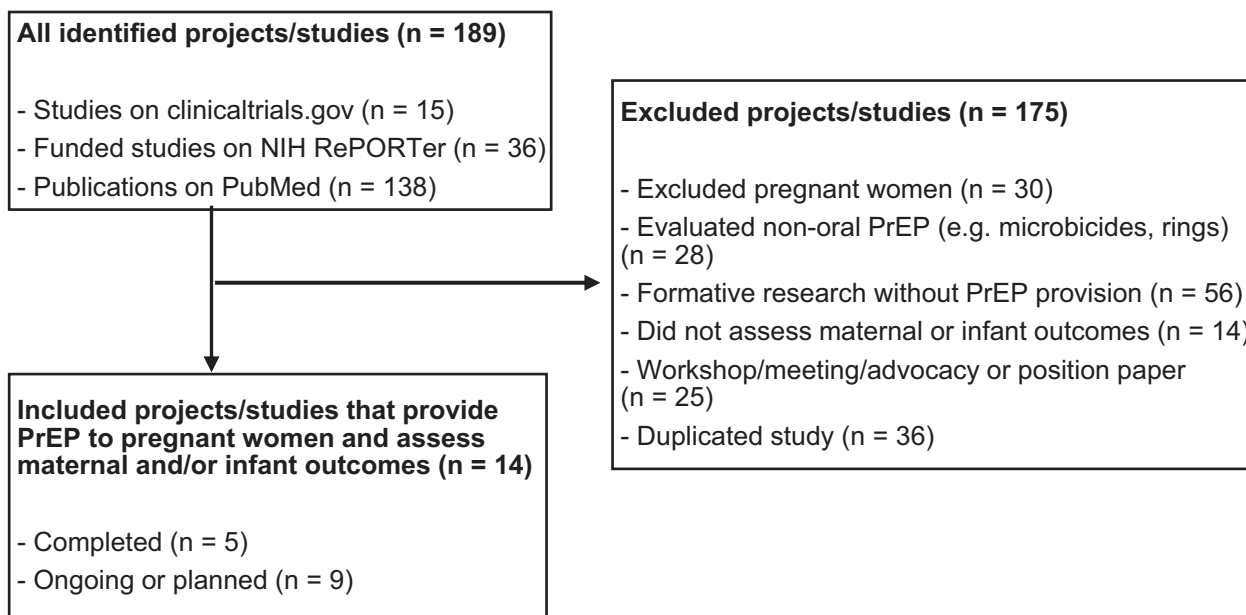 All identified projects/studies (n = 189)
- Studies on clinicaltrials.gov (n = 15)
- Funded studies on NIH RePORTer (n = 36)
- Publications on PubMed (n = 138)
Excluded projects/studies (n = 175)
- Excluded pregnant women (n = 30)
- Evaluated non-oral PrEP (e.g. microbicides, rings)
(n = 28)
- Formative research without PrEP provision (n = 56)
- Did not assess maternal or infant outcomes (n = 14)
- Workshop/meeting/advocacy or position paper
(n = 25)
- Duplicated study (n = 36)
Included projects/studies that provide
PrEP to pregnant women and assess
maternal and/or infant outcomes (n = 14)
- Completed (n = 5)
- Ongoing or planned (n = 9)